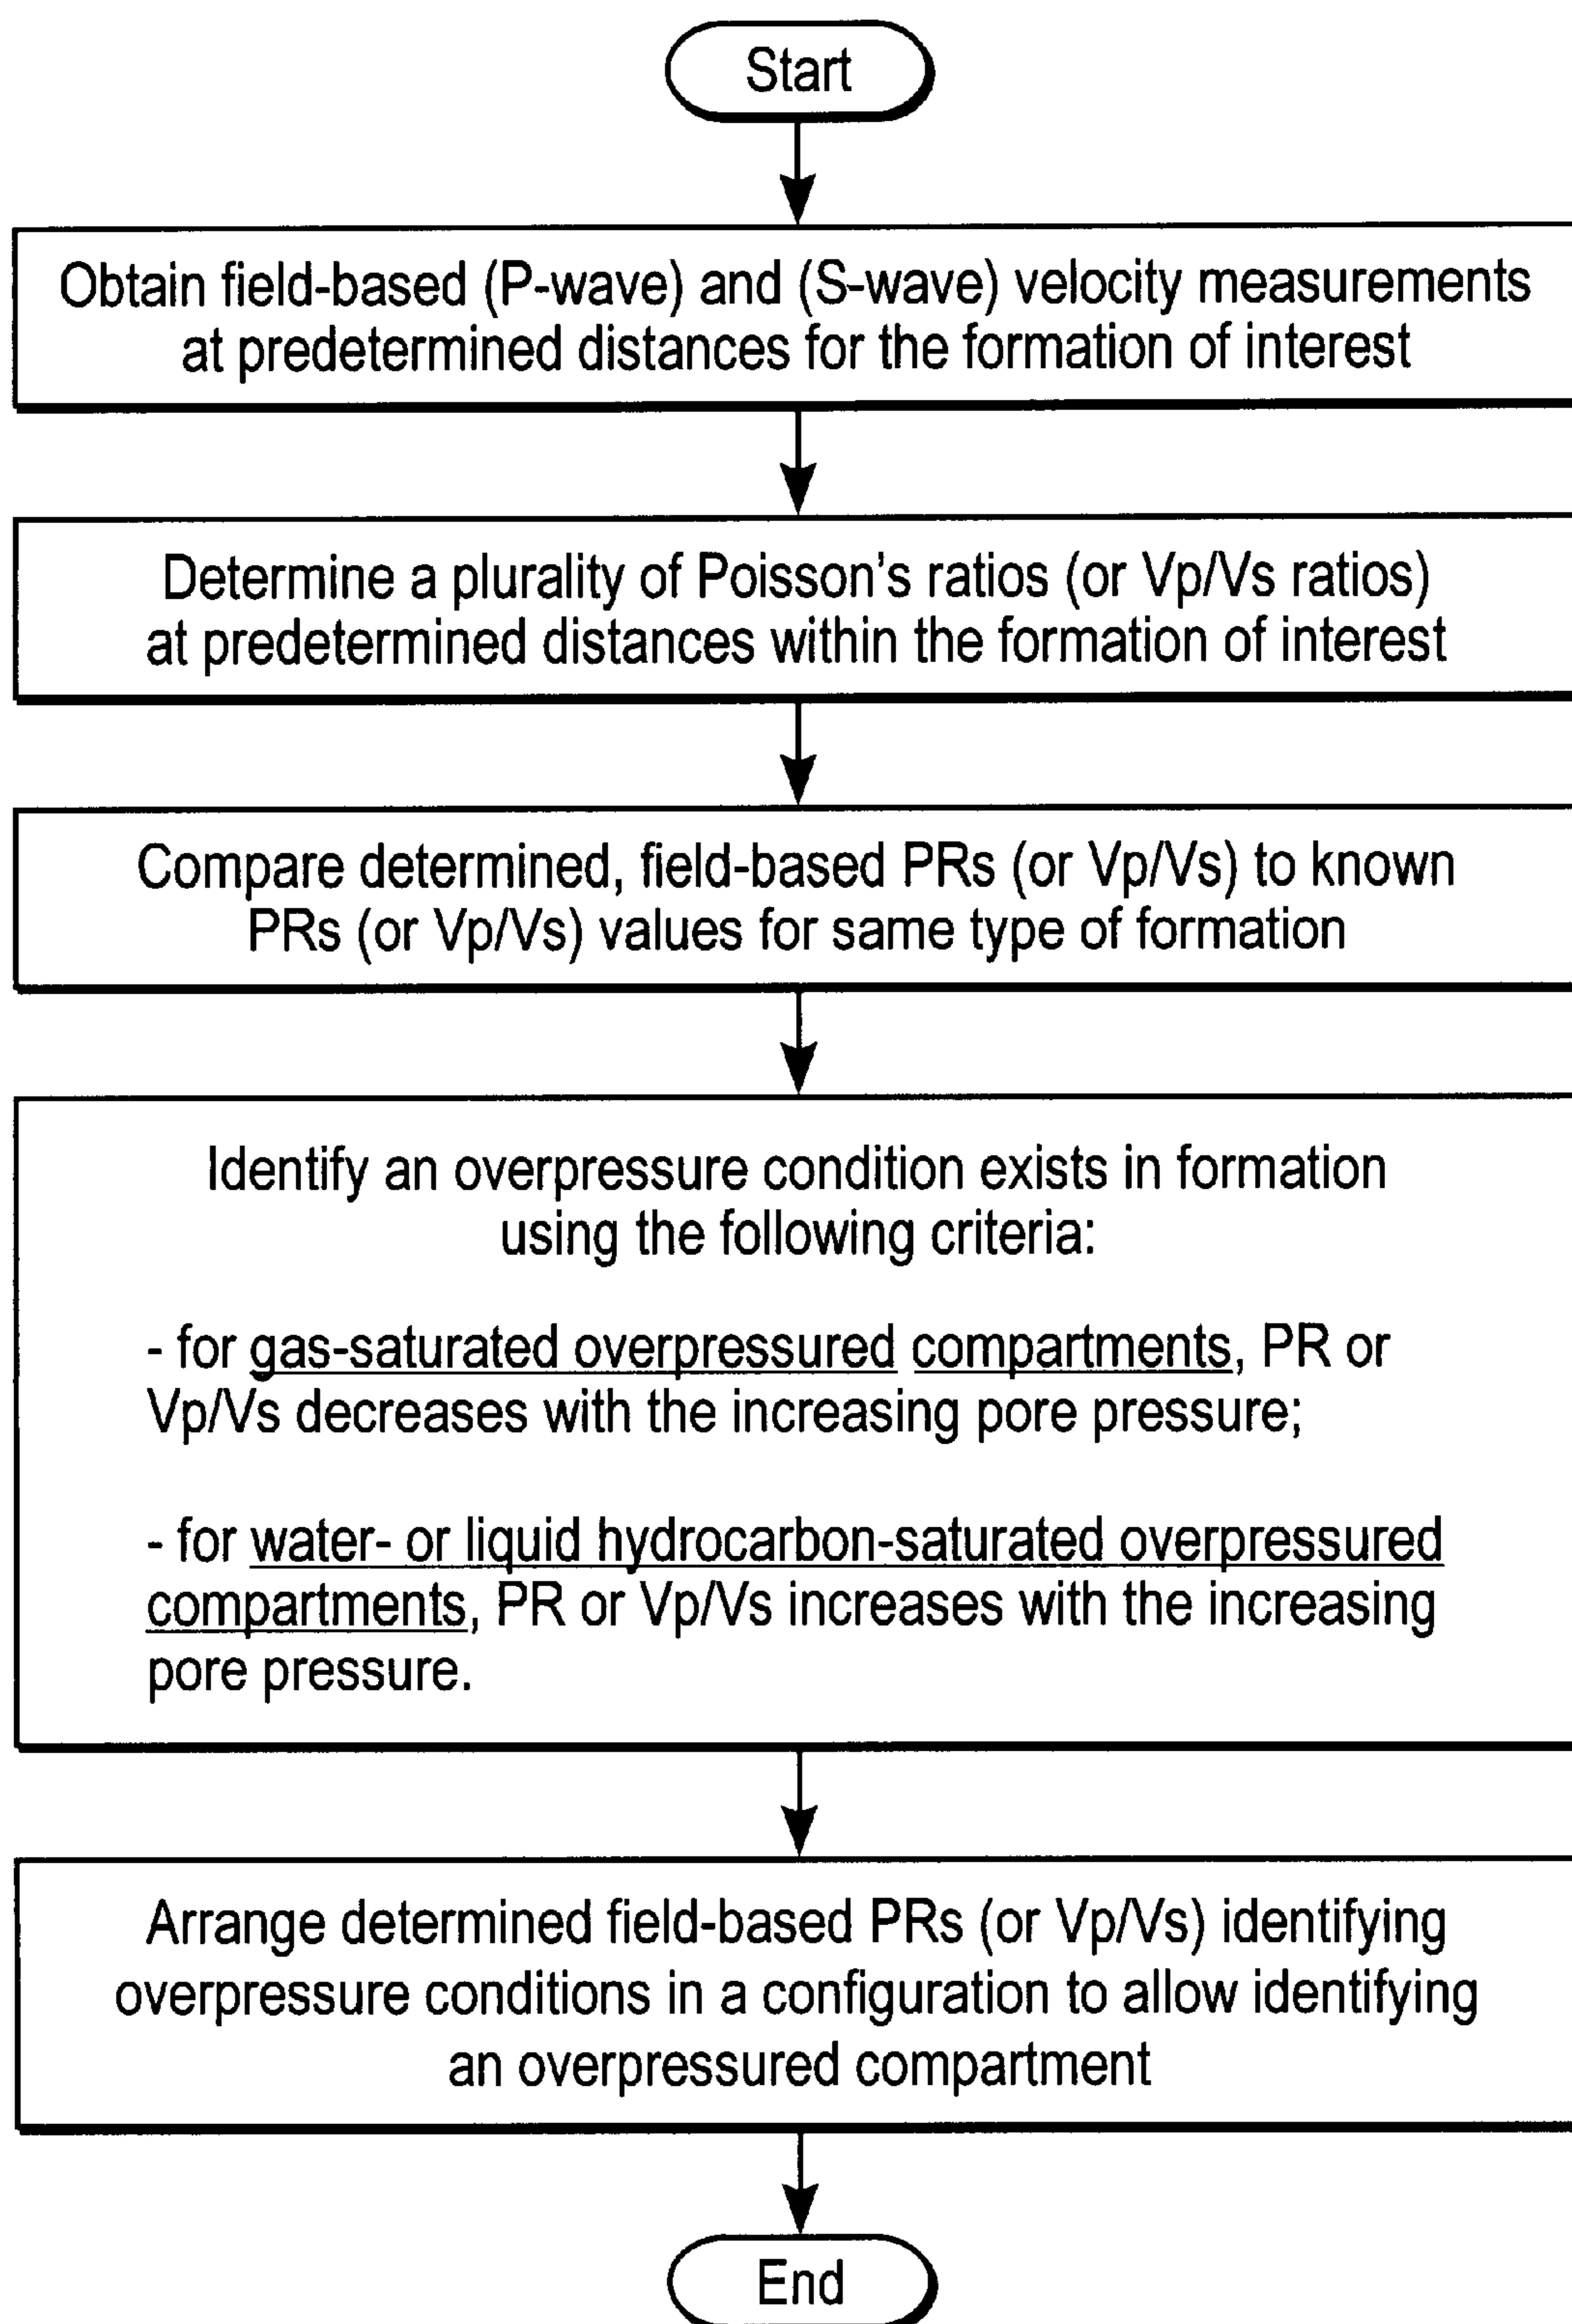 Start
Obtain field-based (P-wave) and (S-wave) velocity measurements
at predetermined distances for the formation of interest
Determine a plurality of Poisson's ratios (or Vp/Vs ratios)
at predetermined distances within the formation of interest
Compare determined, field-based PRs (or Vp/Vs) to known
PRs (or Vp/Vs) values for same type of formation
Identify an overpressure condition exists in formation
using the following criteria:
- for gas-saturated overpressured compartments, PR or
Vp/Vs decreases with the increasing pore pressure;
- for water- or liquid hydrocarbon-saturated overpressured
compartments, PR or Vp/Vs increases with the increasing
pore pressure.
Arrange determined field-based PRs (or Vp/Vs) identifying
overpressure conditions in a configuration to allow identifying
an overpressured compartment
End